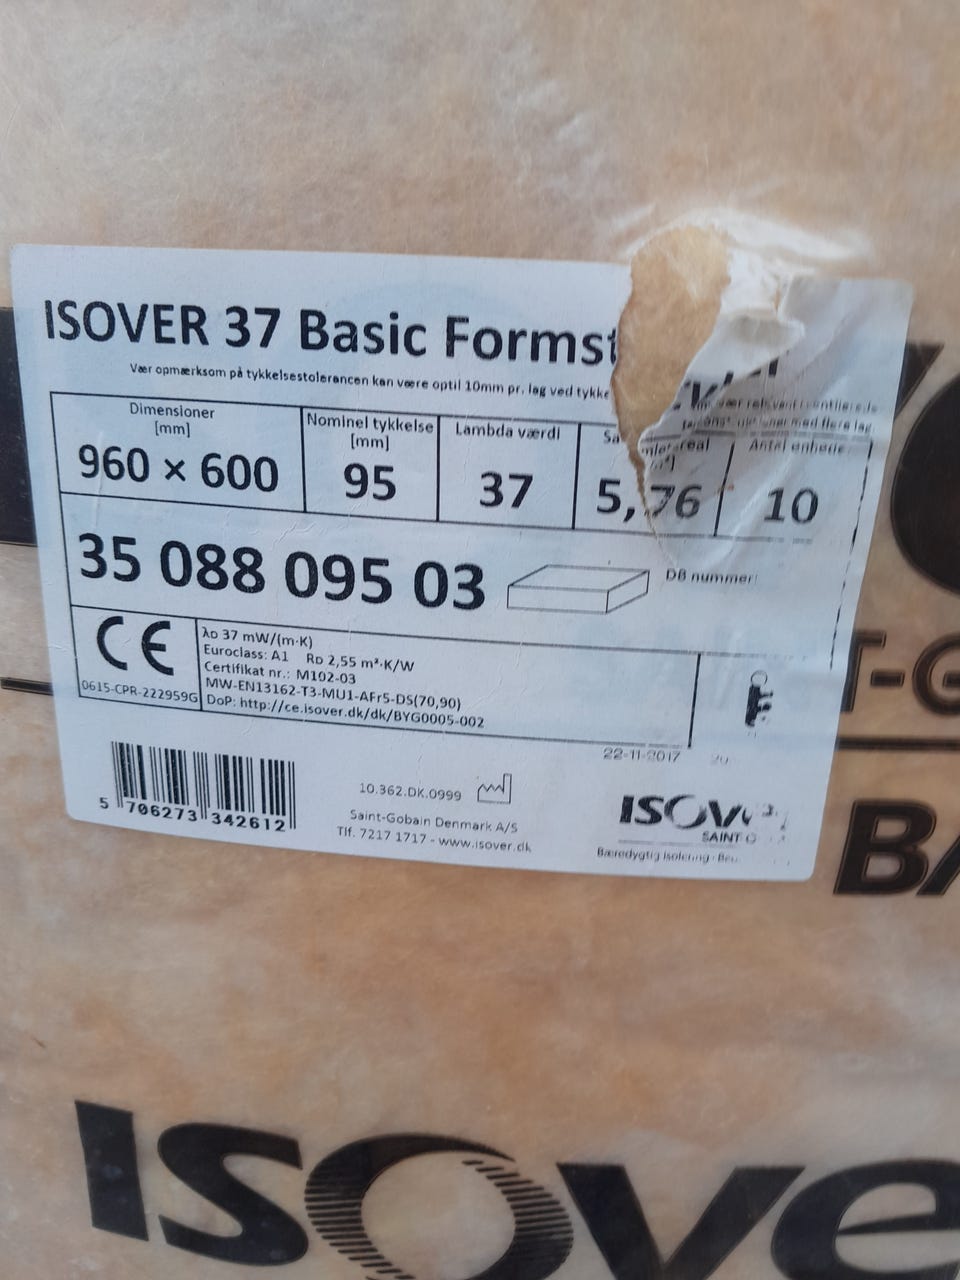 ISOVER 37 Basic Formst
Vær opmærksom på tykkelsestolerancen kan være optil 10mm pr. lag ved tykke
Dimensioner
[mm]
960 × 600
Nominel tykkelse
[mm]
95
Lambda værdi
37
5,76
10
35 088 095 03
DB nummer:
CE
0615-CPR-222959G
λD 37 mW/(m·K)
Euroclass: A1 RD 2,55 m²·K/W
Certifikat nr.: M102-03
MW-EN13162-T3-MU1-AFr5-DS(70,90)
DoP: http://ce.isover.dk/dk/BYG0005-002
22-11-2017
5 706273 342612
10.362.DK.0999
Saint-Gobain Denmark A/S
Tlf. 7217 1717 - www.isover.dk
ISOV
SAINT G
Bæredygtig isolering
T-G
BA
ISOVE